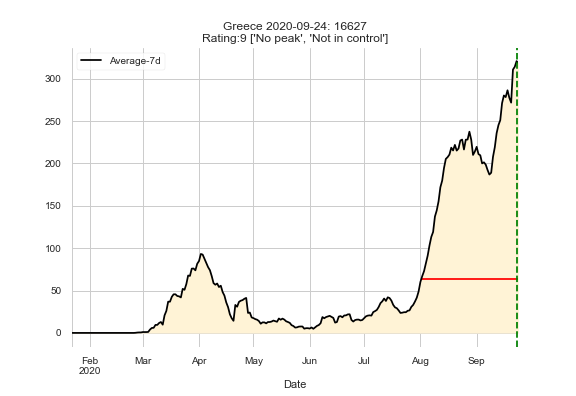 Greece 2020-09-24: 16627
Rating:9 ['No peak', 'Not in control']
Average-7d
300
250
200
150
100
50
0
Feb Mar Apr May Jun Jul Aug Sep
2020
Date